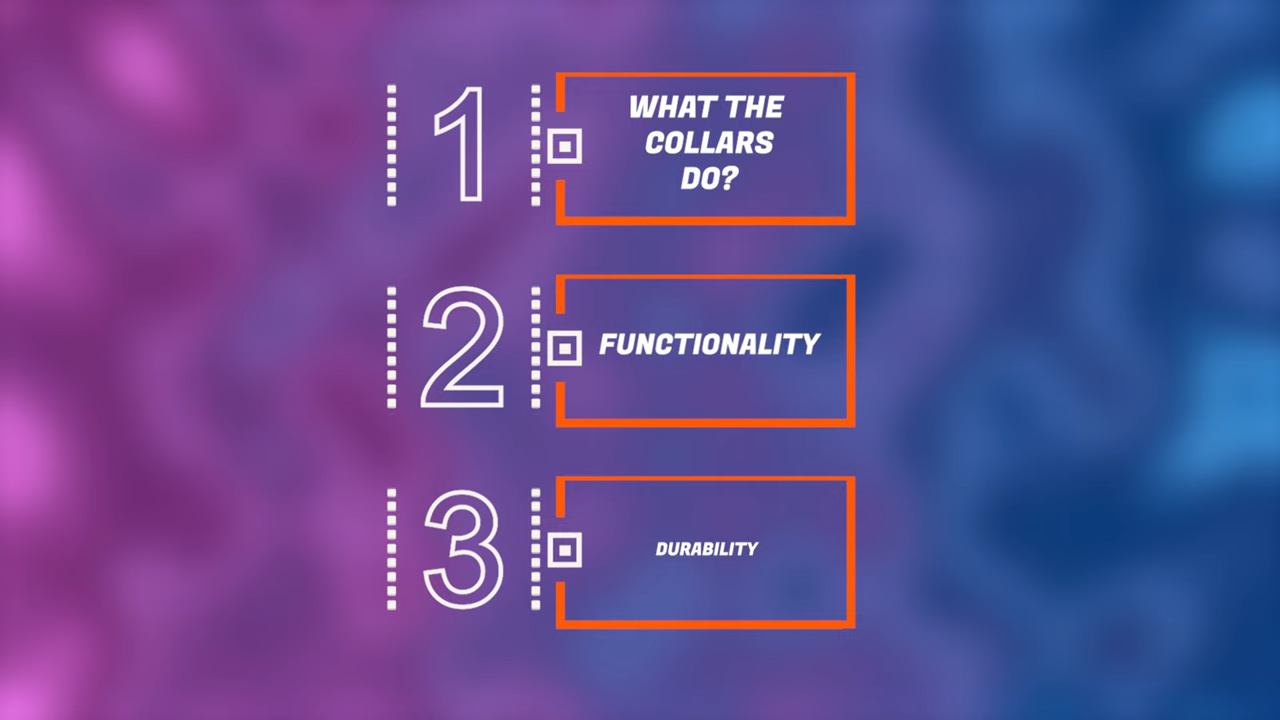 1
WHAT THE
COLLARS
DO?
2
FUNCTIONALITY
3
DURABILITY